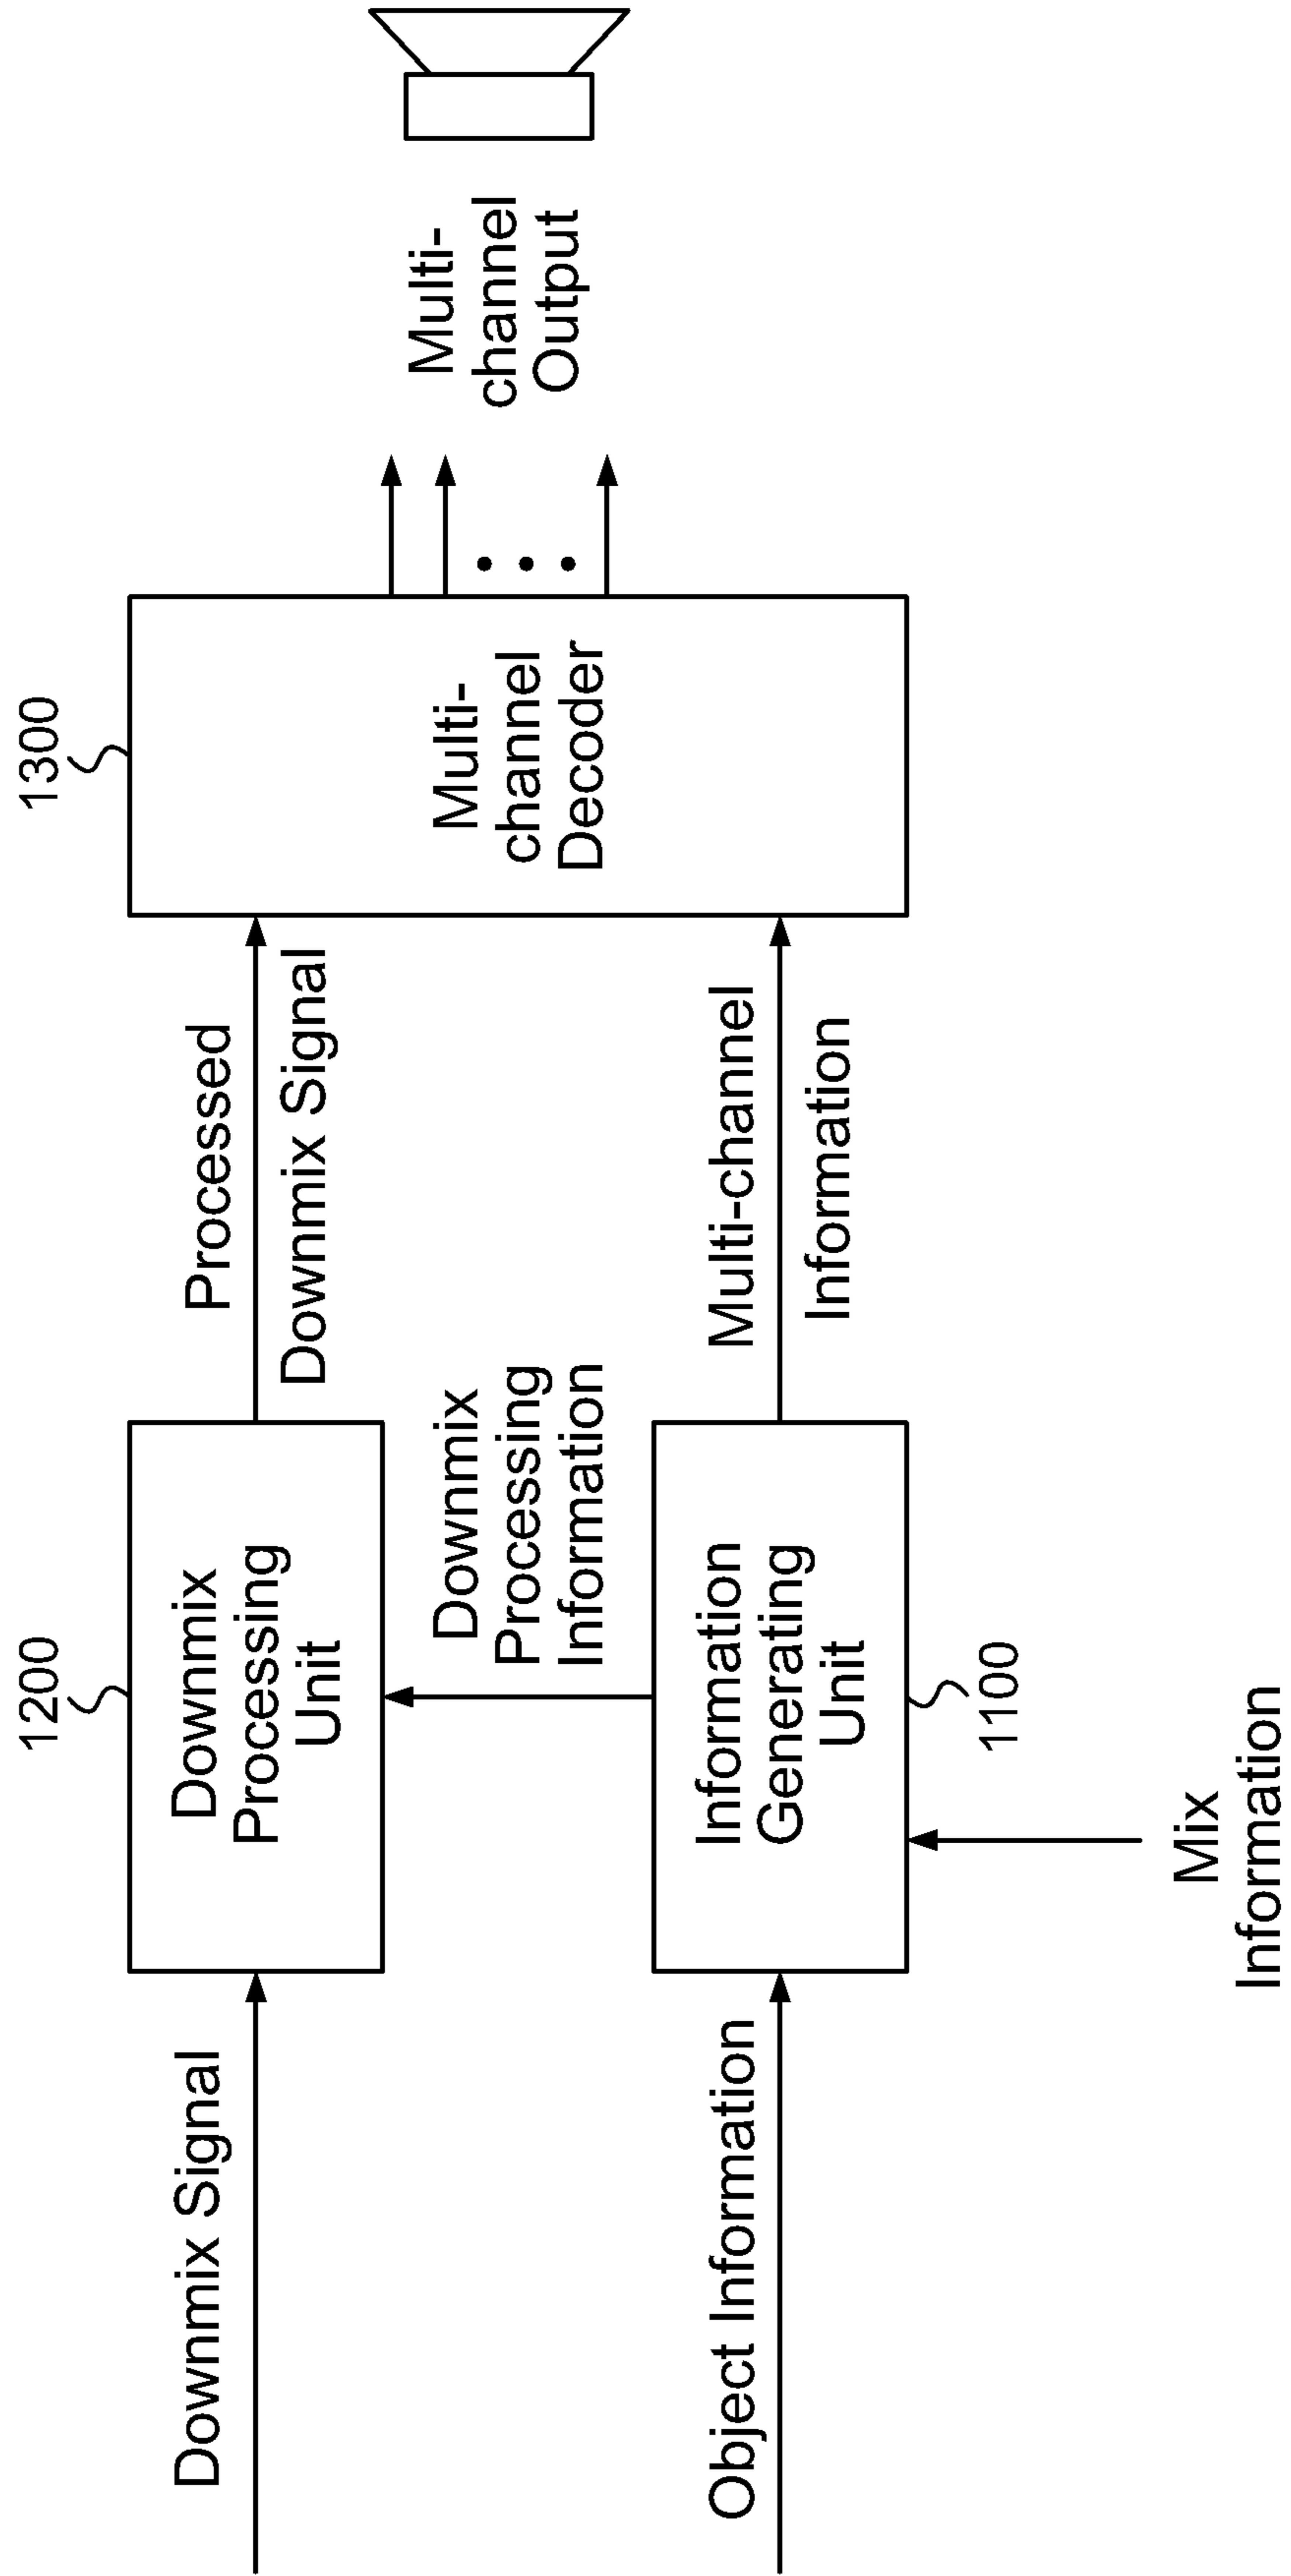 1200
1300
Downmix Signal
Downmix
Processing
Unit
Processed
Downmix Signal
Multi-
channel
Decoder
Multi-
channel
Output
Downmix
Processing
Information
Object Information
Information
Generating
Unit
Multi-channel
Information
1100
Mix
Information